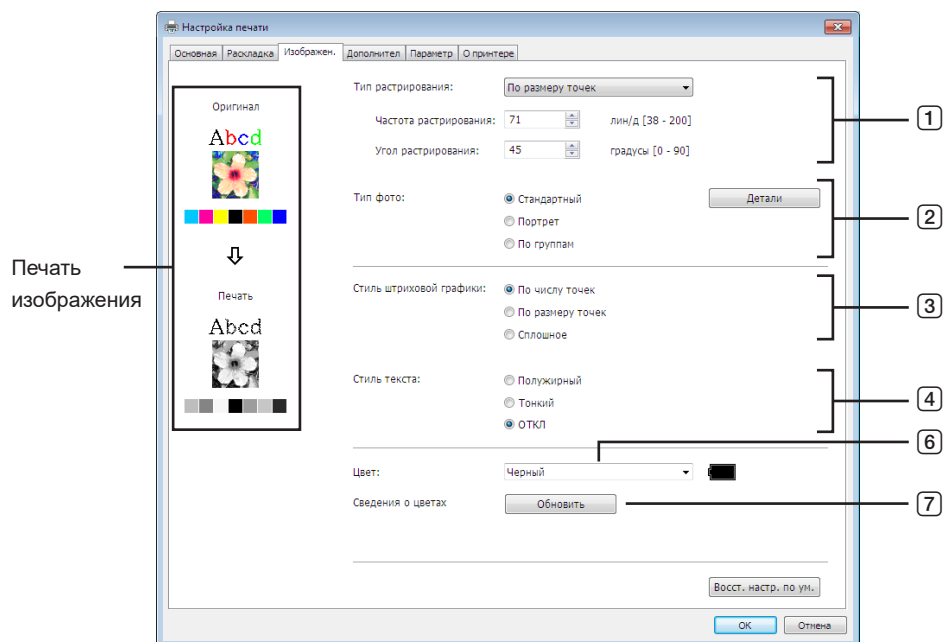 Настройка печати
Основная Раскладка Изображен. Дополнител Параметр О принтере
Оригинал
Abcd
Печать
Abcd
Печать
изображения
Тип растрирования: По размеру точек
Частота растрирования: 71 лин/д [38 - 200]
Угол растрирования: 45 градусы [0 - 90]
1
Тип фото: Стандартный Детали
Портрет
По группам
2
Стиль штриховой графики: По числу точек
По размеру точек
Сплошное
3
Стиль текста: Полужирный
Тонкий
ОТКЛ
4
6
Цвет: Черный
Сведения о цветах Обновить
7
Восст. настр. по ум.
OK Отмена